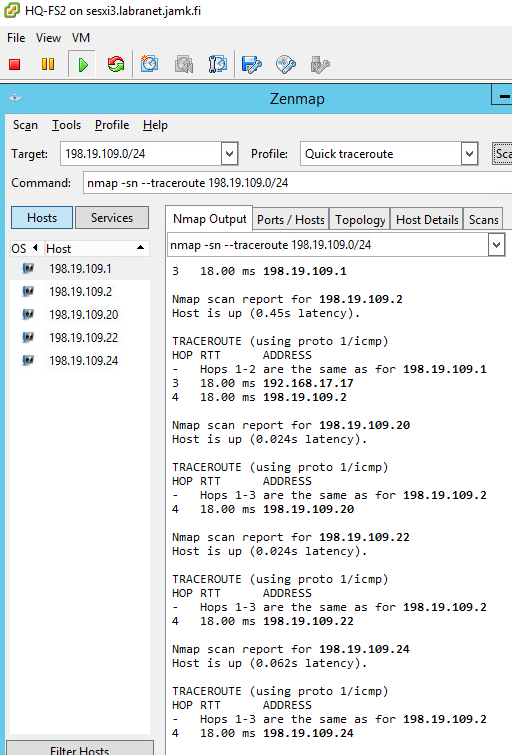 HQ-FS2 on sesxi3.labranet.jamk.fi
File View VM
Zenmap
Scan Tools Profile Help
Target: 198.19.109.0/24 Profile: Quick traceroute Sca
Command: nmap -sn --traceroute 198.19.109.0/24
Hosts Services Nmap Output Ports / Hosts Topology Host Details Scans
OS Host nmap -sn --traceroute 198.19.109.0/24
198.19.109.1
198.19.109.2
198.19.109.20
198.19.109.22
198.19.109.24
3 18.00 ms 198.19.109.1
Nmap scan report for 198.19.109.2
Host is up (0.45s latency).
TRACEROUTE (using proto 1/icmp)
HOP RTT ADDRESS
- Hops 1-2 are the same as for 198.19.109.1
3 18.00 ms 192.168.17.17
4 18.00 ms 198.19.109.2
Nmap scan report for 198.19.109.20
Host is up (0.024s latency).
TRACEROUTE (using proto 1/icmp)
HOP RTT ADDRESS
- Hops 1-3 are the same as for 198.19.109.2
4 18.00 ms 198.19.109.20
Nmap scan report for 198.19.109.22
Host is up (0.024s latency).
TRACEROUTE (using proto 1/icmp)
HOP RTT ADDRESS
- Hops 1-3 are the same as for 198.19.109.2
4 18.00 ms 198.19.109.22
Nmap scan report for 198.19.109.24
Host is up (0.062s latency).
TRACEROUTE (using proto 1/icmp)
HOP RTT ADDRESS
- Hops 1-3 are the same as for 198.19.109.2
4 18.00 ms 198.19.109.24
Filter Hosts